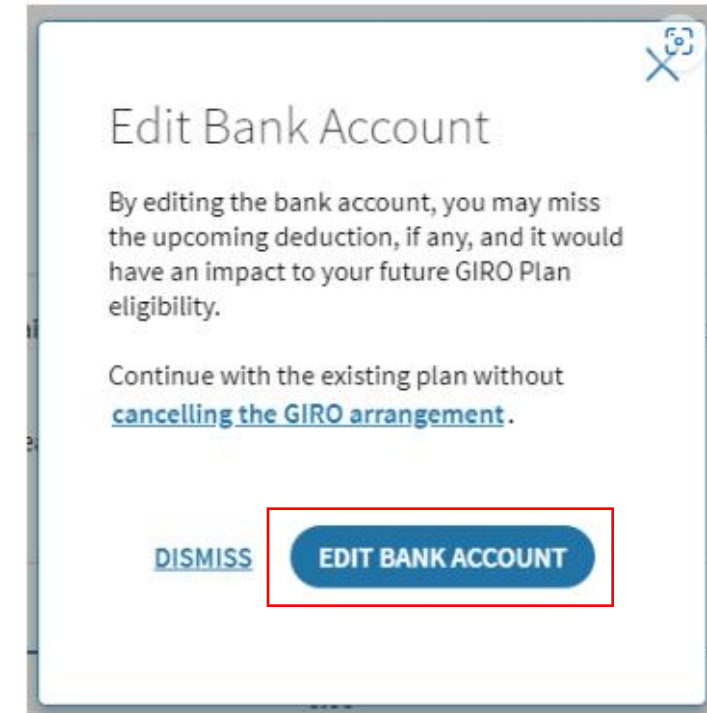 Edit Bank Account
By editing the bank account, you may miss
the upcoming deduction, if any, and it would
have an impact to your future GIRO Plan
eligibility.
Continue with the existing plan without
cancelling the GIRO arrangement.
DISMISS EDIT BANK ACCOUNT